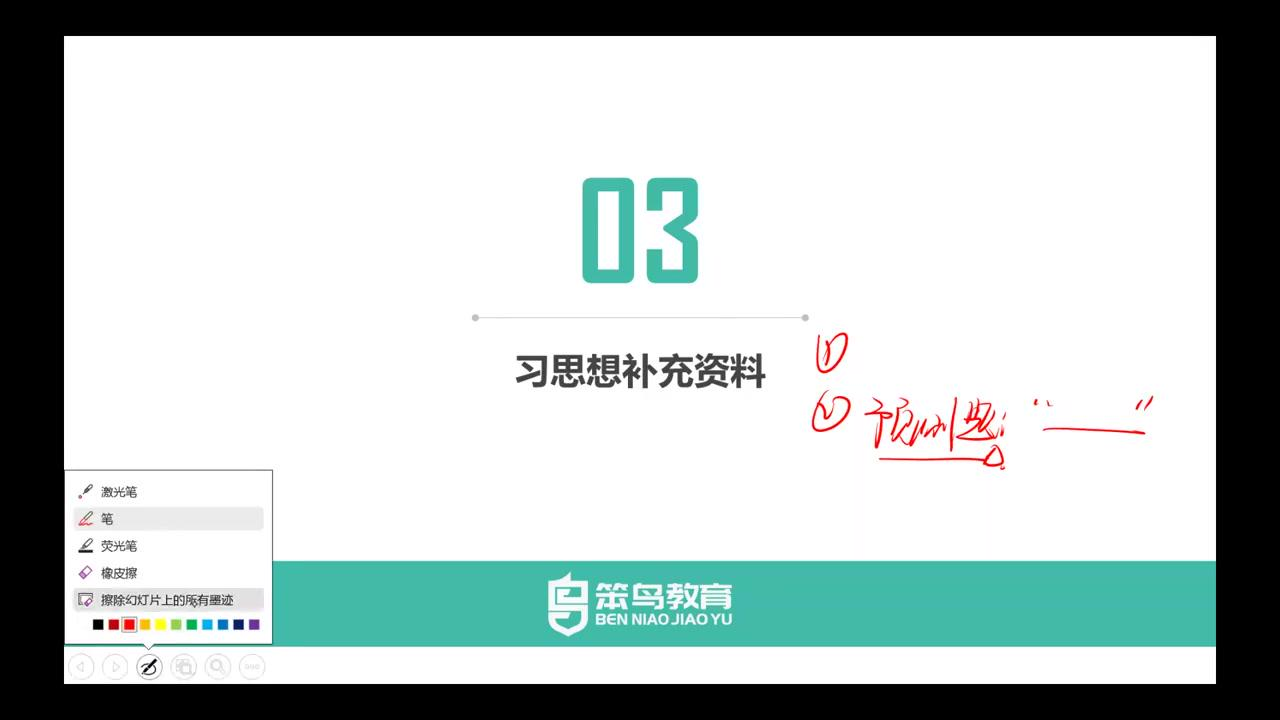 03
习思想补充资料
①
② 预测题：“　　”
激光笔
笔
荧光笔
橡皮擦
擦除幻灯片上的所有墨迹
笨鸟教育
BEN NIAO JIAO YU